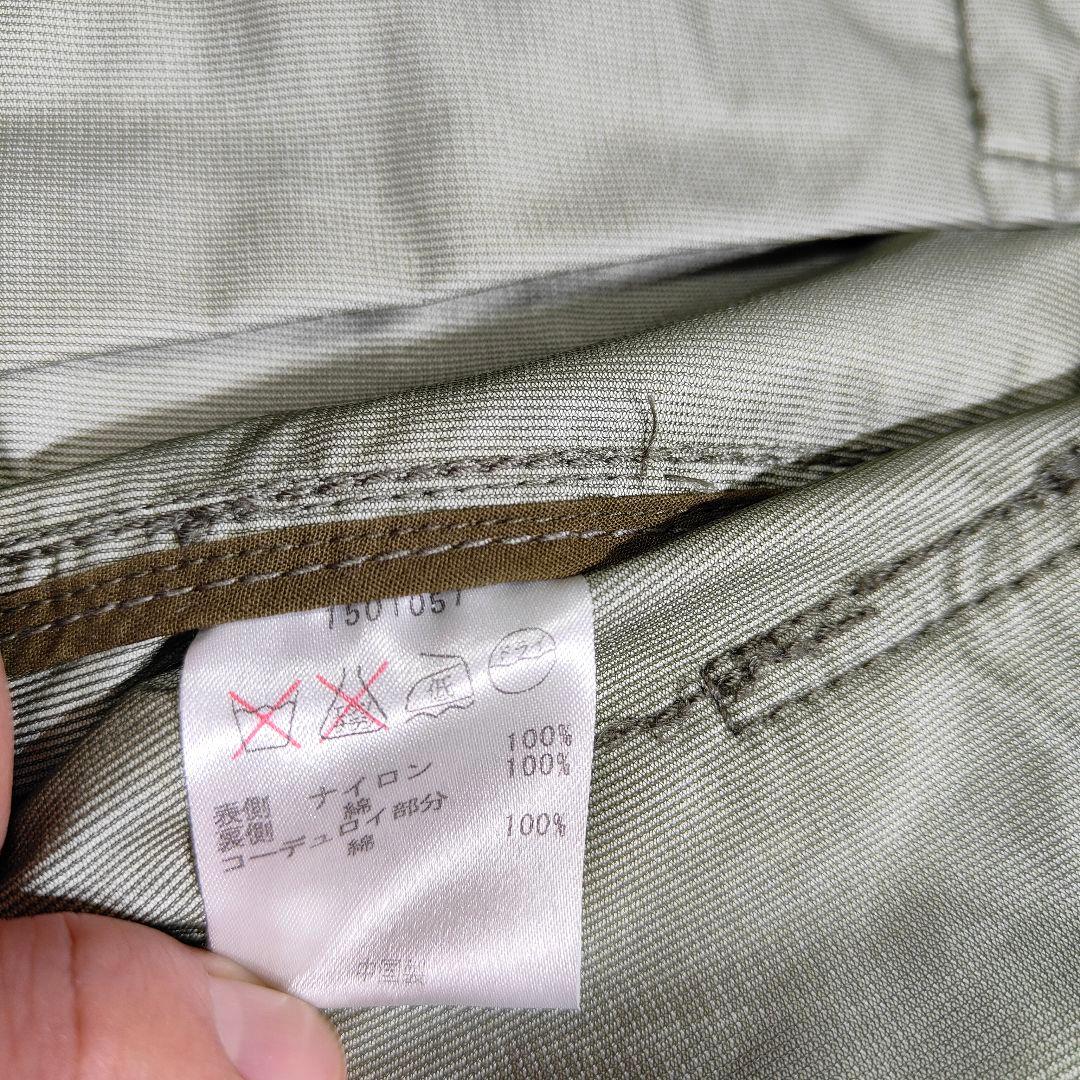 1501051
低 ドライ
表側 ナイロン 100%
裏側 綿 100%
コーデュロイ部分
綿 100%
中国製